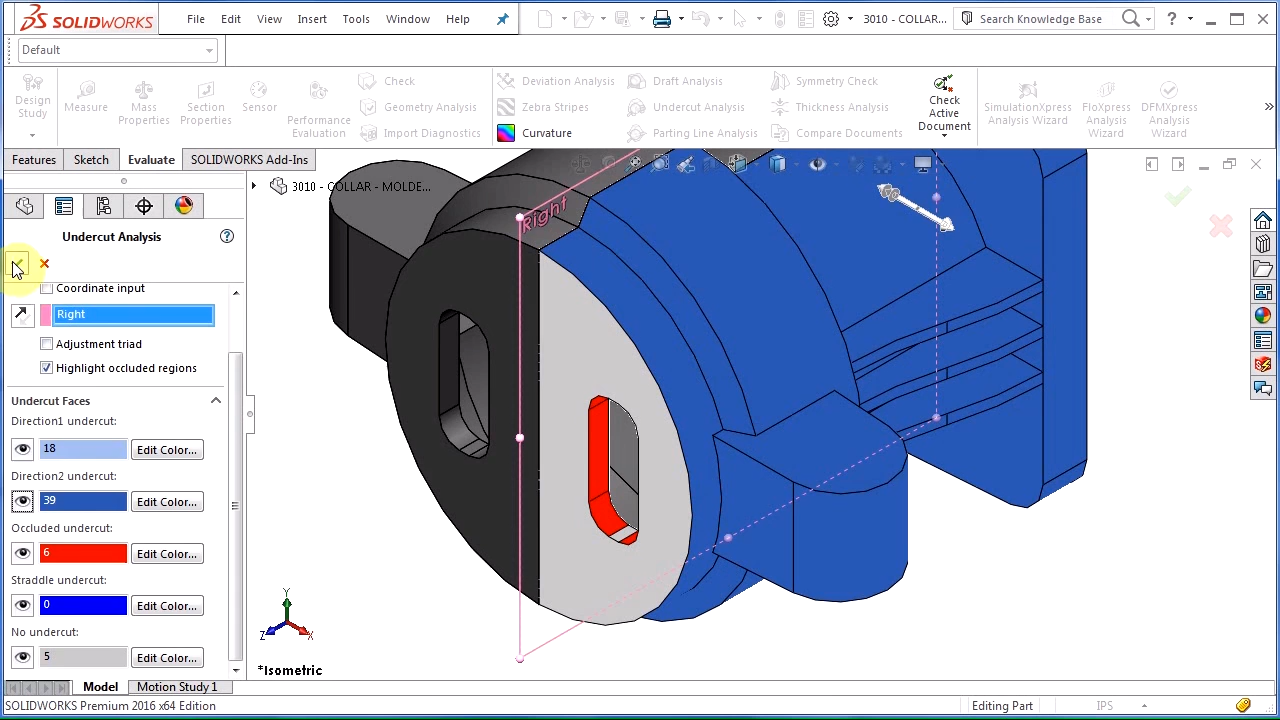 SOLIDWORKS
File Edit View Insert Tools Window Help
3010 - COLLAR...
Search Knowledge Base
?
Default
Design Study
Measure
Mass Properties
Section Properties
Sensor
Performance Evaluation
Check
Geometry Analysis
Import Diagnostics
Deviation Analysis
Zebra Stripes
Curvature
Draft Analysis
Undercut Analysis
Parting Line Analysis
Symmetry Check
Thickness Analysis
Compare Documents
Check Active Document
SimulationXpress Analysis Wizard
FloXpress Analysis Wizard
DFMXpress Analysis Wizard
Features Sketch Evaluate SOLIDWORKS Add-Ins
3010 - COLLAR - MOLDE...
Undercut Analysis
?
Coordinate input
Right
Adjustment triad
Highlight occluded regions
Undercut Faces
Direction1 undercut:
18 Edit Color...
Direction2 undercut:
39 Edit Color...
Occluded undercut:
6 Edit Color...
Straddle undercut:
0 Edit Color...
No undercut:
5 Edit Color...
Right
Y
Z
X
*Isometric
Model Motion Study 1
SOLIDWORKS Premium 2016 x64 Edition
Editing Part
IPS